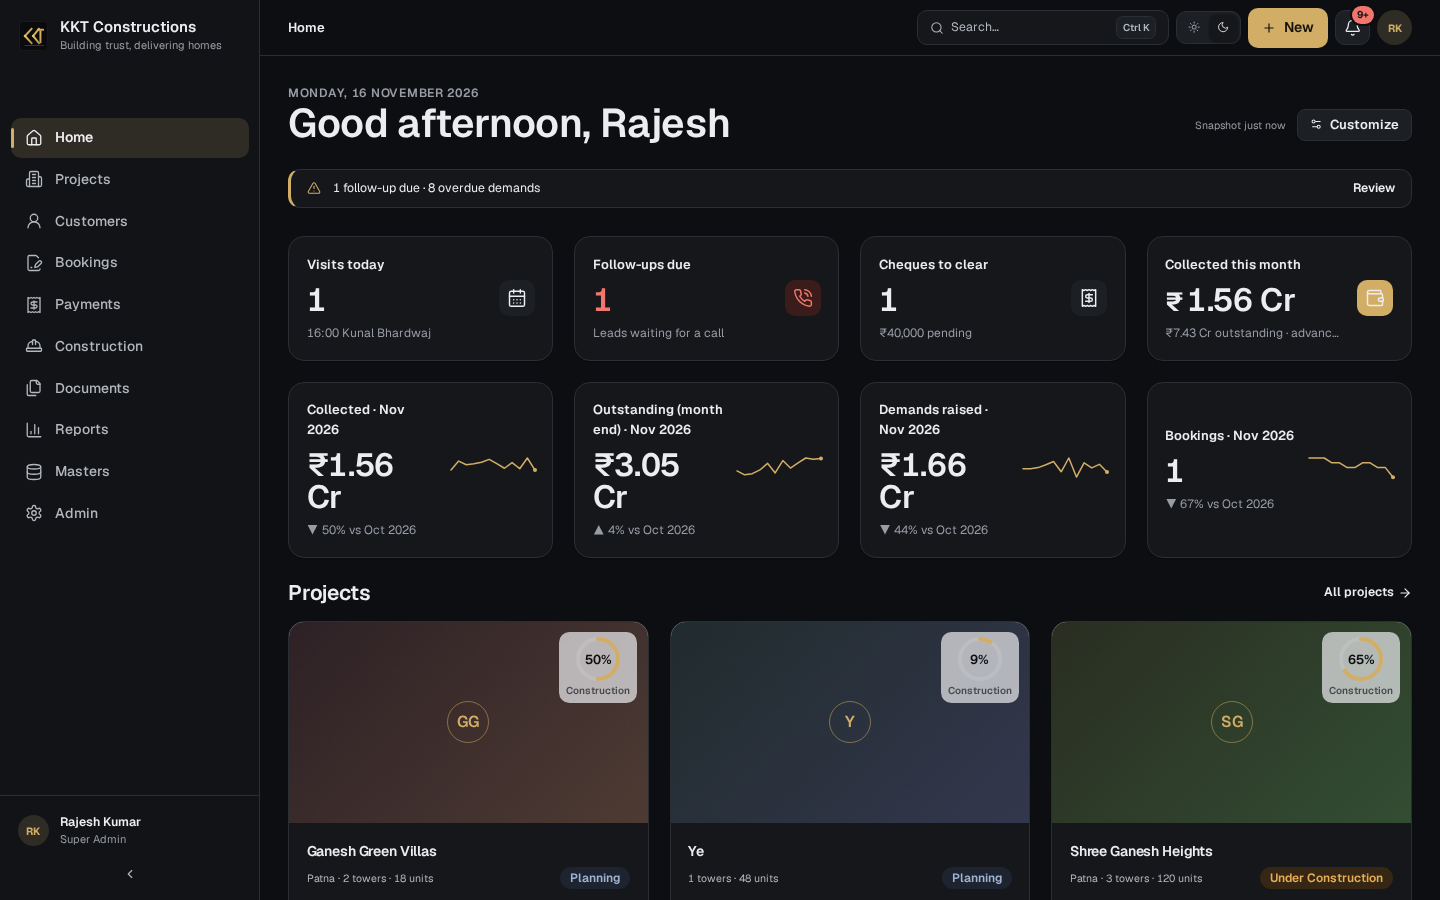 KKT Constructions
Building trust, delivering homes
Home
Projects
Customers
Bookings
Payments
Construction
Documents
Reports
Masters
Admin
Rajesh Kumar
Super Admin
RK
Home
Search...
Ctrl K
New
9+
RK
MONDAY, 16 NOVEMBER 2026
Good afternoon, Rajesh
Snapshot just now
Customize
1 follow-up due · 8 overdue demands
Review
Visits today
1
16:00 Kunal Bhardwaj
Follow-ups due
1
Leads waiting for a call
Cheques to clear
1
₹40,000 pending
Collected this month
₹ 1.56 Cr
₹7.43 Cr outstanding · advanc...
Collected · Nov
2026
₹1.56
Cr
▼ 50% vs Oct 2026
Outstanding (month
end) · Nov 2026
₹3.05
Cr
▲ 4% vs Oct 2026
Demands raised ·
Nov 2026
₹1.66
Cr
▼ 44% vs Oct 2026
Bookings · Nov 2026
1
▼ 67% vs Oct 2026
Projects
All projects
50%
Construction
GG
Ganesh Green Villas
Patna · 2 towers · 18 units
Planning
9%
Construction
Y
Ye
1 towers · 48 units
Planning
65%
Construction
SG
Shree Ganesh Heights
Patna · 3 towers · 120 units
Under Construction